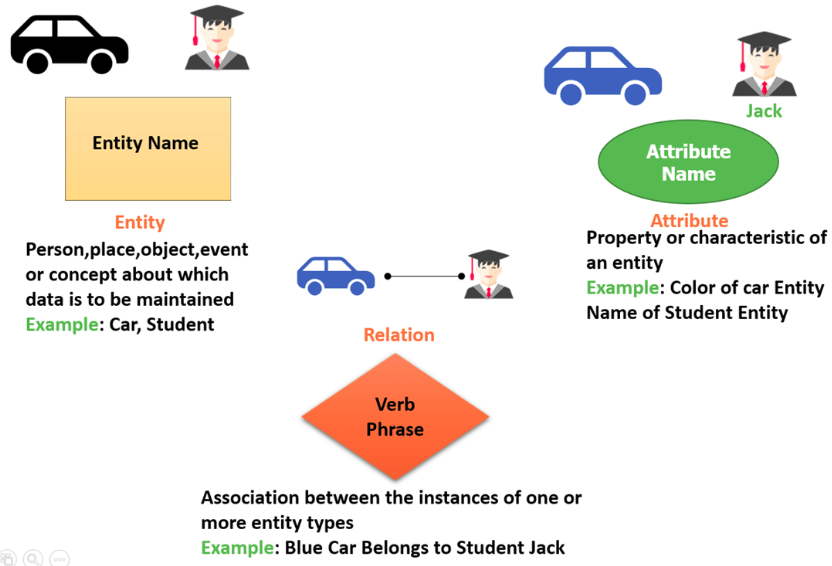 Entity Name
Entity
Person,place,object,event
or concept about which
data is to be maintained
Example: Car, Student
Jack
Attribute
Name
Attribute
Property or characteristic of
an entity
Example: Color of car Entity
Name of Student Entity
Relation
Verb
Phrase
Association between the instances of one or
more entity types
Example: Blue Car Belongs to Student Jack